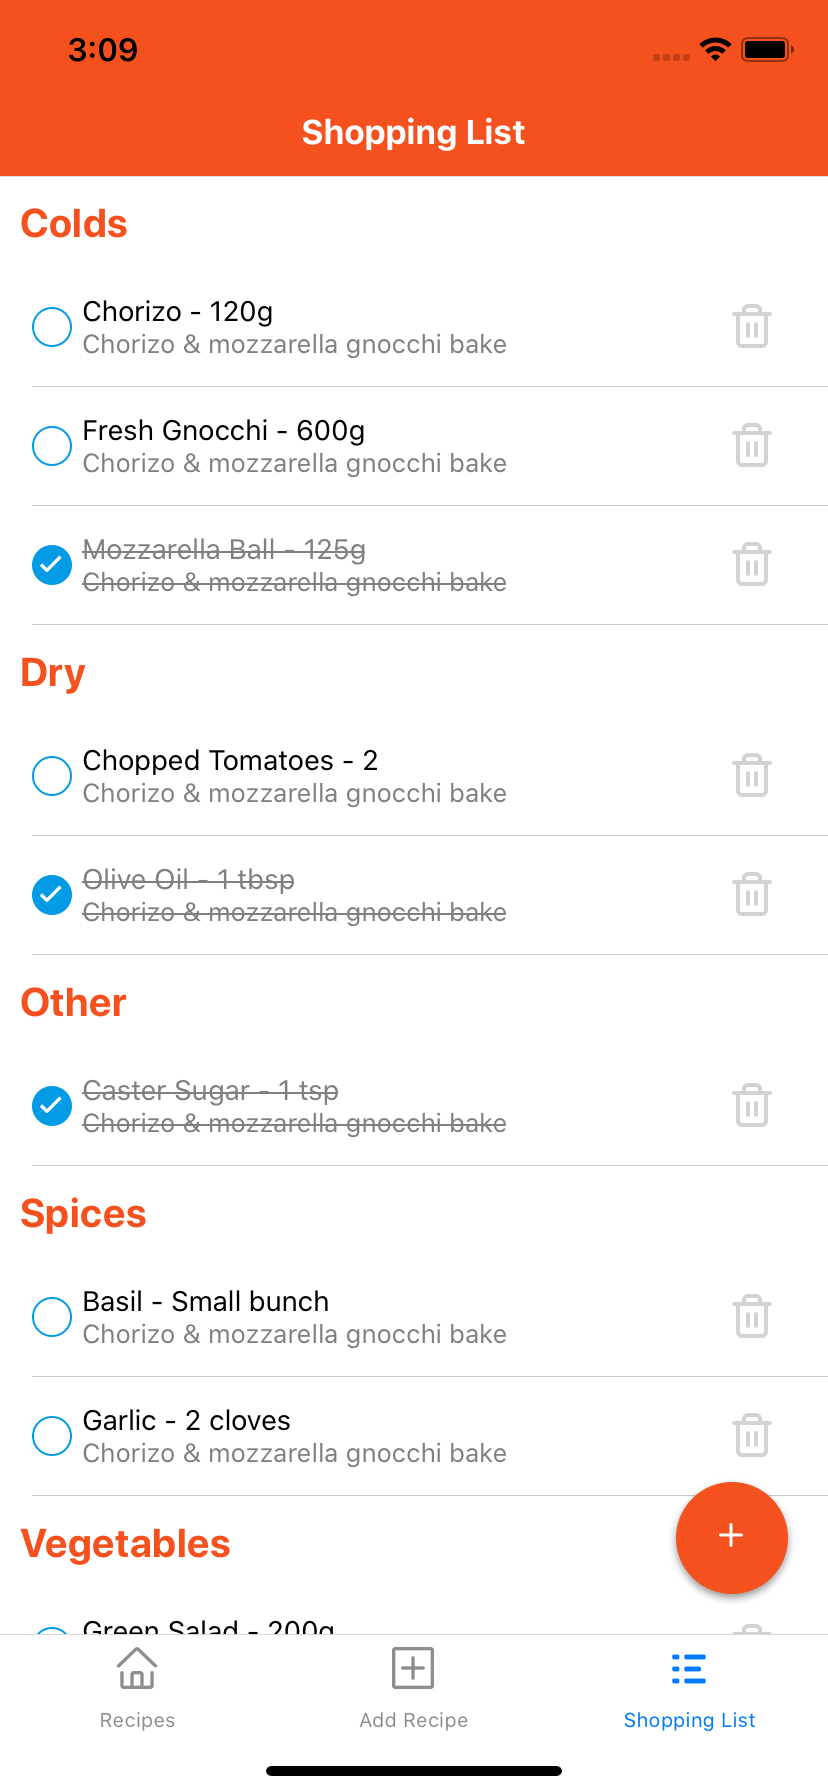 3:09
Shopping List
Colds
Chorizo - 120g
Chorizo & mozzarella gnocchi bake
Fresh Gnocchi - 600g
Chorizo & mozzarella gnocchi bake
Mozzarella Ball - 125g
Chorizo & mozzarella gnocchi bake
Dry
Chopped Tomatoes - 2
Chorizo & mozzarella gnocchi bake
Olive Oil - 1 tbsp
Chorizo & mozzarella gnocchi bake
Other
Caster Sugar - 1 tsp
Chorizo & mozzarella gnocchi bake
Spices
Basil - Small bunch
Chorizo & mozzarella gnocchi bake
Garlic - 2 cloves
Chorizo & mozzarella gnocchi bake
Vegetables
Green Salad - 200g
Recipes
Add Recipe
Shopping List